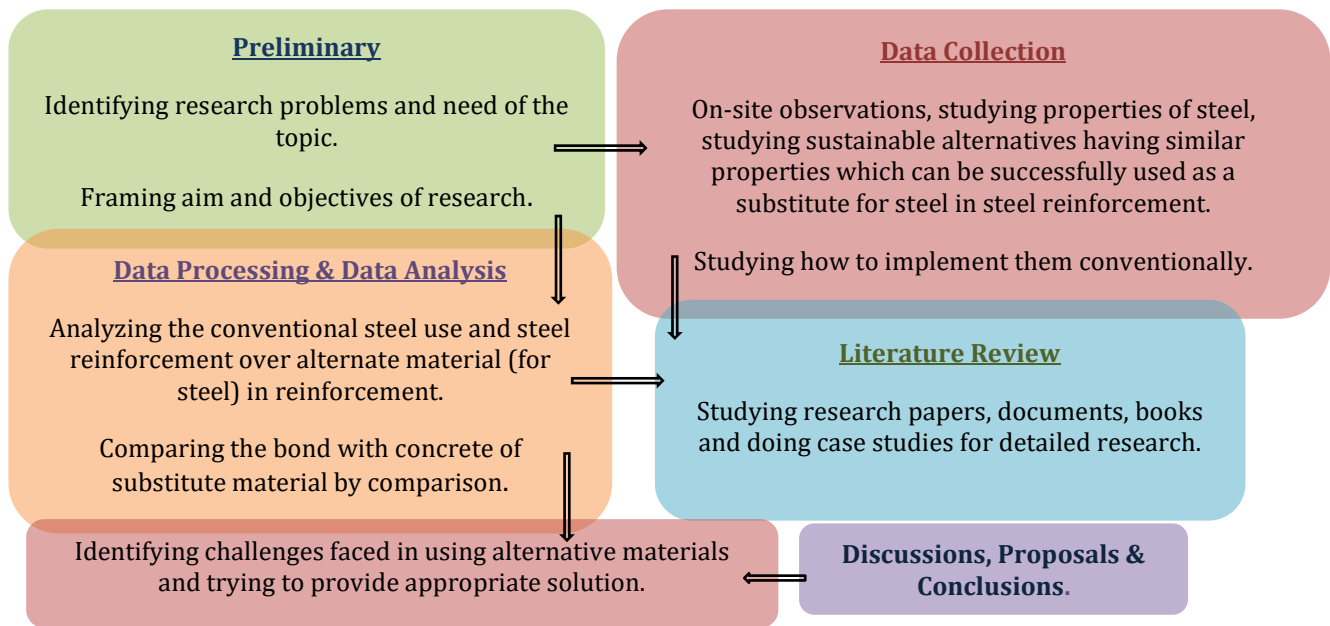 Preliminary
Identifying research problems and need of the
topic.
Framing aim and objectives of research.
Data Collection
On-site observations, studying properties of steel,
studying sustainable alternatives having similar
properties which can be successfully used as a
substitute for steel in steel reinforcement.
Studying how to implement them conventionally.
Data Processing & Data Analysis
Analyzing the conventional steel use and steel
reinforcement over alternate material (for
steel) in reinforcement.
Comparing the bond with concrete of
substitute material by comparison.
Literature Review
Studying research papers, documents, books
and doing case studies for detailed research.
Identifying challenges faced in using alternative materials
and trying to provide appropriate solution.
Discussions, Proposals &
Conclusions.